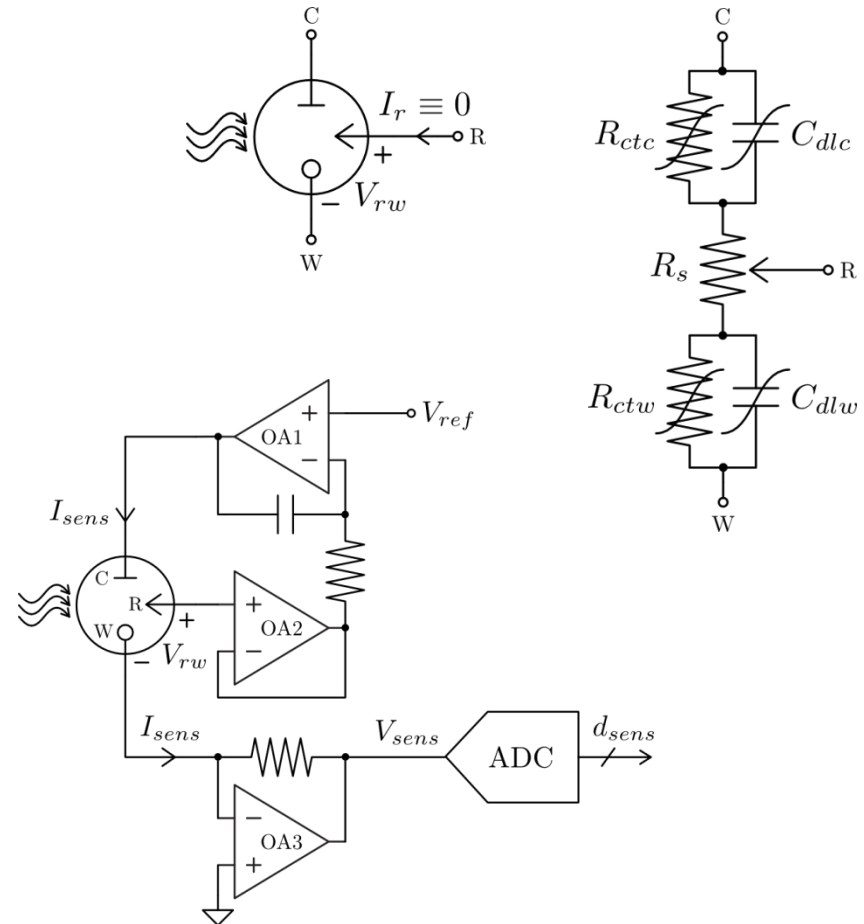 C
I_r ≡ 0
R
+
− V_rw
W
C
R_ctc
C_dlc
R_s
R
R_ctw
C_dlw
W
+
OA1
−
V_ref
I_sens
C
R
W
+
− V_rw
+
OA2
−
I_sens
V_sens
ADC
d_sens
−
OA3
+